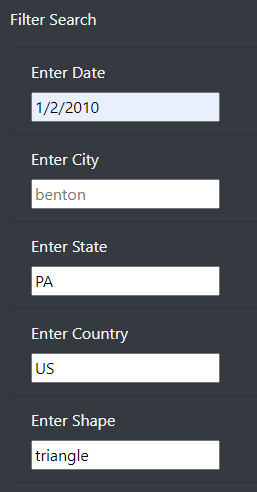 Filter Search
Enter Date
1/2/2010
Enter City
benton
Enter State
PA
Enter Country
US
Enter Shape
triangle